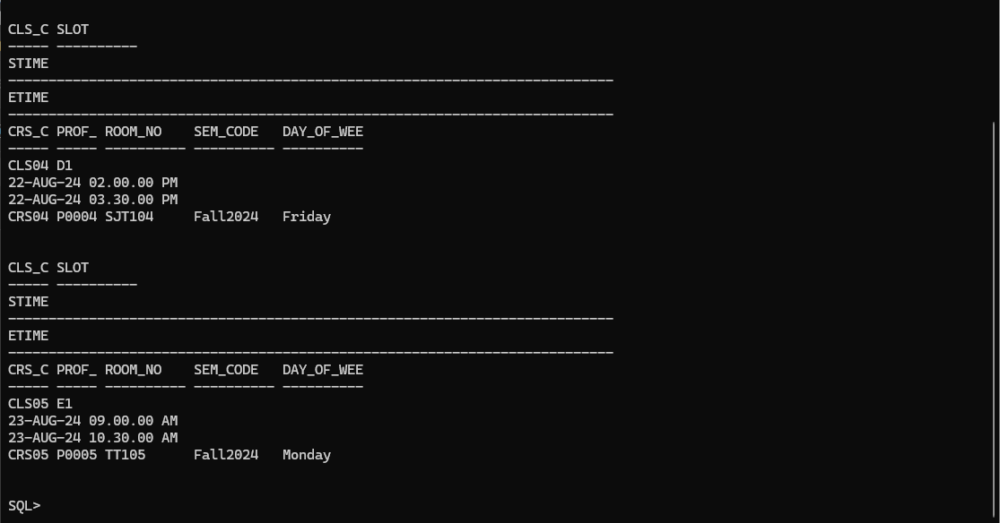 CLS_C SLOT
----- ----------
STIME
---------------------------------------------------------------------------
ETIME
---------------------------------------------------------------------------
CRS_C PROF_ ROOM_NO    SEM_CODE   DAY_OF_WEE
----- ----- ---------- ---------- ----------
CLS04 D1
22-AUG-24 02.00.00 PM
22-AUG-24 03.30.00 PM
CRS04 P0004 SJT104     Fall2024   Friday
CLS_C SLOT
----- ----------
STIME
---------------------------------------------------------------------------
ETIME
---------------------------------------------------------------------------
CRS_C PROF_ ROOM_NO    SEM_CODE   DAY_OF_WEE
----- ----- ---------- ---------- ----------
CLS05 E1
23-AUG-24 09.00.00 AM
23-AUG-24 10.30.00 AM
CRS05 P0005 TT105      Fall2024   Monday
SQL>